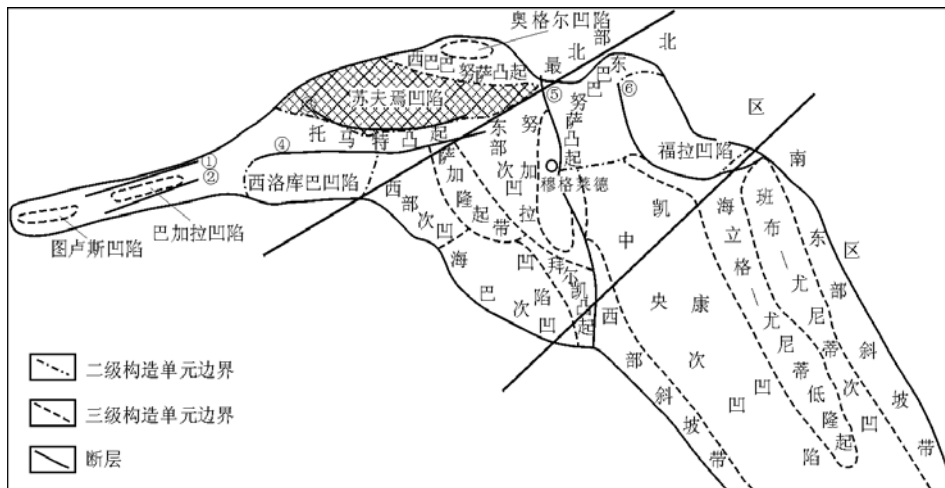 奥格尔凹陷
西巴巴努萨凸起
最北部
北区
苏夫焉凹陷
托马特凸起
①
②
④
⑤
⑥
西洛库巴凹陷
图卢斯凹陷
巴加拉凹陷
东巴巴努萨凸起
穆格莱德
福拉凹陷
南区
努加拉凹陷
西部次凹
萨加隆起带
东部次凹
海巴次凹
拜尔凯凸起
凯康凹陷
中央次凹
西部斜坡带
海立格—尤尼蒂低隆起
班布—尤尼蒂次凹
东部斜坡带
二级构造单元边界
三级构造单元边界
断层